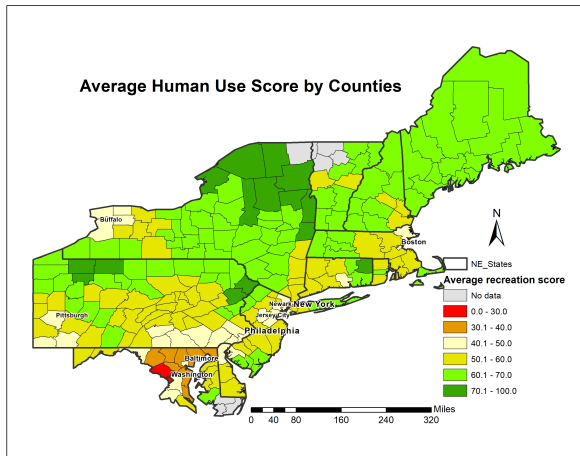 Average Human Use Score by Counties
Buffalo
Boston
N
NE_States
Average recreation score
No data
0.0 - 30.0
30.1 - 40.0
40.1 - 50.0
50.1 - 60.0
60.1 - 70.0
70.1 - 100.0
Newark New York
Jersey City
Pittsburgh
Philadelphia
Baltimore
Washington
Miles
0 40 80 160 240 320